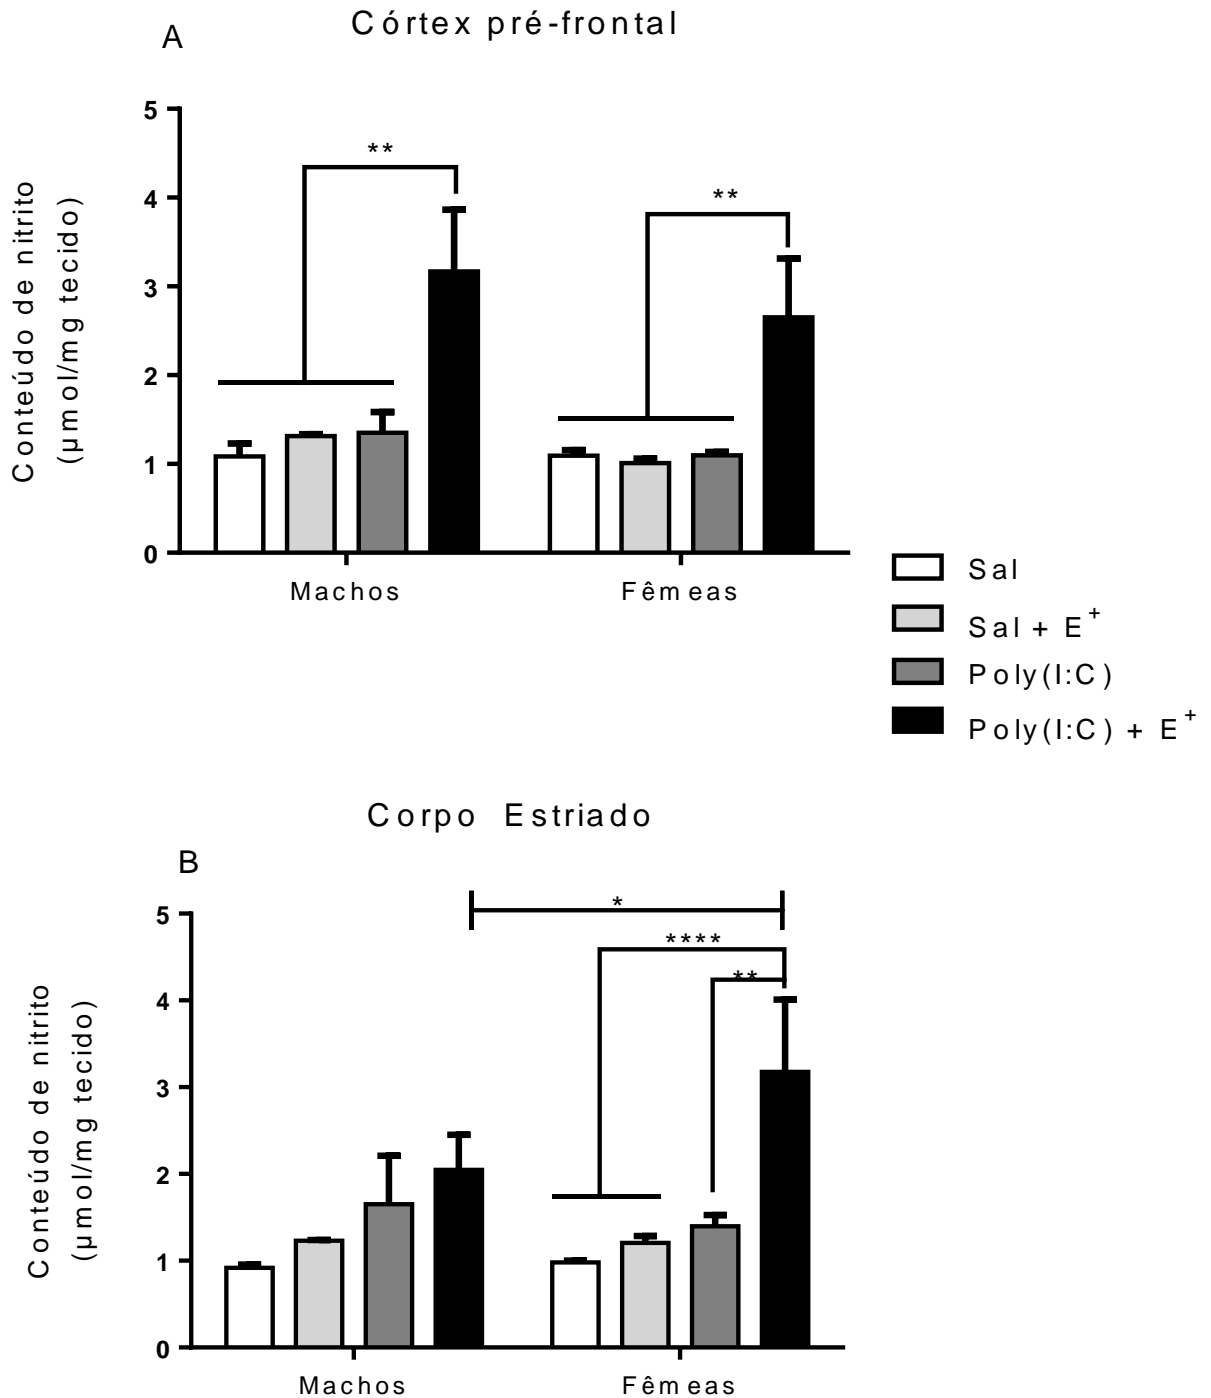 Córtex pré-frontal
A
Conteúdo de nitrito
(µmol/mg tecido)
5
4
3
2
1
0
**
**
Machos
Fêmeas
Sal
Sal + E+
Poly(I:C)
Poly(I:C) + E+
Corpo Estriado
B
Conteúdo de nitrito
(µmol/mg tecido)
5
4
3
2
1
0
*
****
**
Machos
Fêmeas